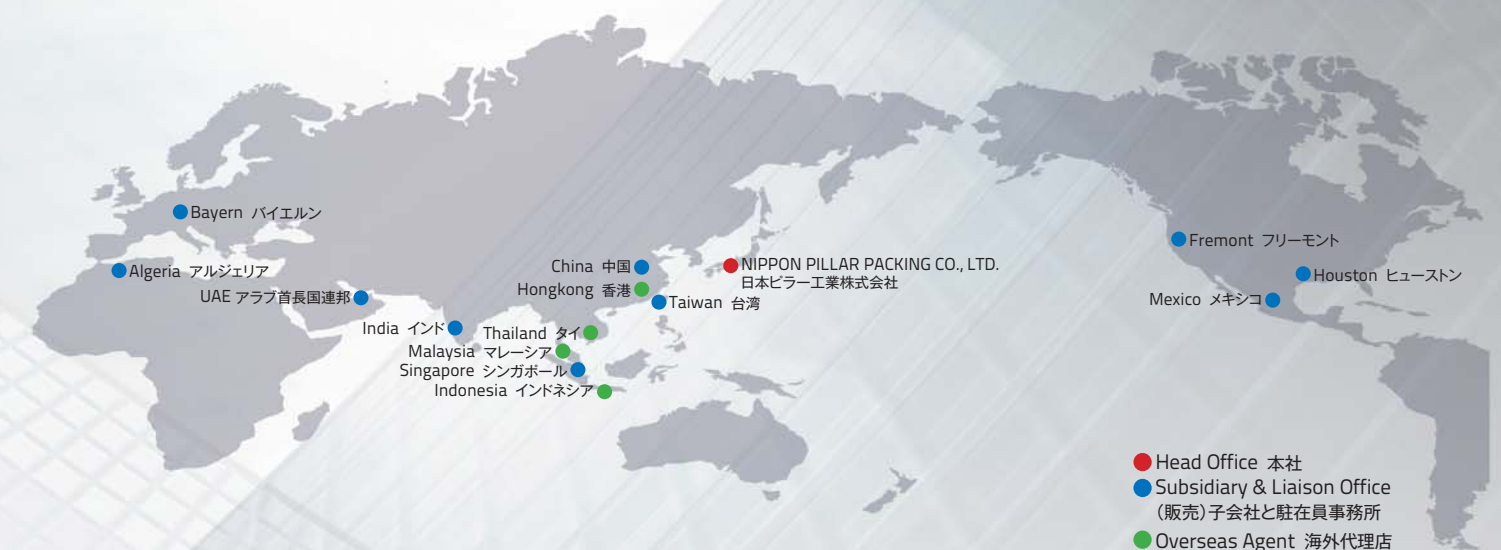 Bayern バイエルン
Algeria アルジェリア
UAE アラブ首長国連邦
India インド
China 中国
Hongkong 香港
Taiwan 台湾
Thailand タイ
Malaysia マレーシア
Singapore シンガポール
Indonesia インドネシア
NIPPON PILLAR PACKING CO., LTD.
日本ピラー工業株式会社
Fremont フリーモント
Houston ヒューストン
Mexico メキシコ
Head Office 本社
Subsidiary & Liaison Office
（販売）子会社と駐在員事務所
Overseas Agent 海外代理店